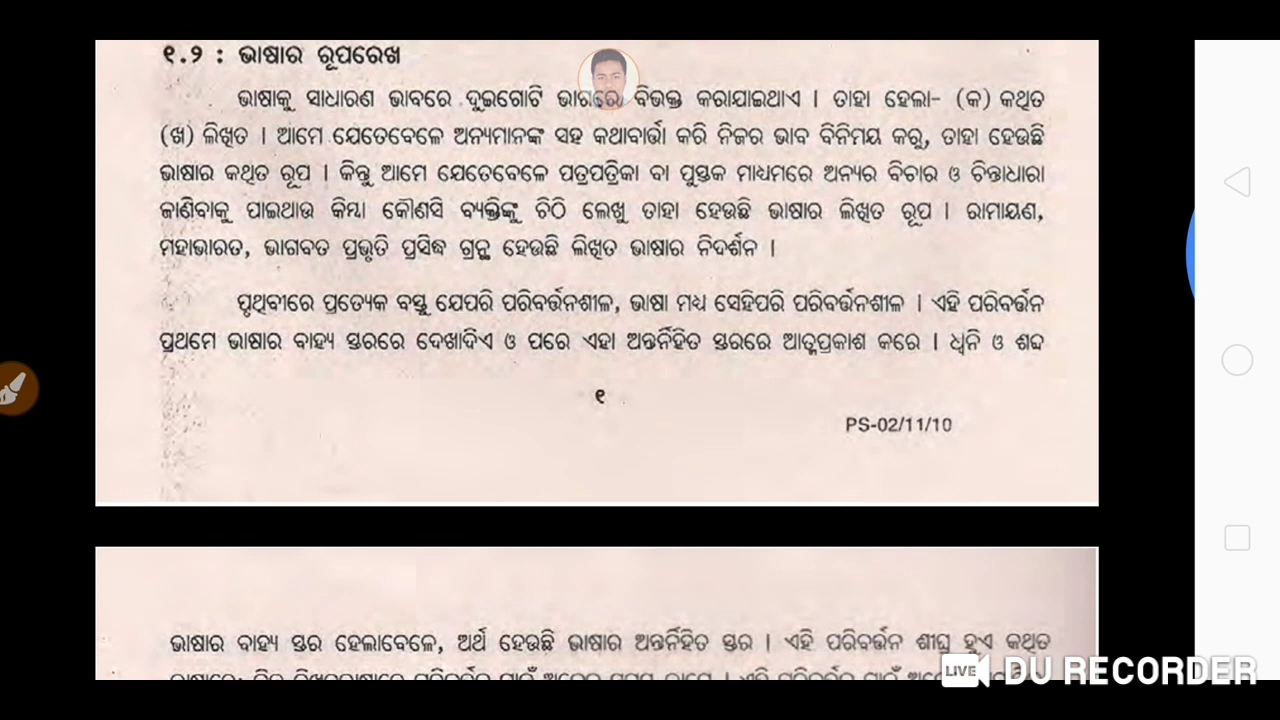 ୧.୨ : ଭାଷାର ରୂପରେଖ
ଭାଷାକୁ ସାଧାରଣ ଭାବରେ ଦୁଇଗୋଟି ଭାଗରେ ବିଭକ୍ତ କରାଯାଇଥାଏ । ତାହା ହେଲା- (କ) କଥିତ
(ଖ) ଲିଖିତ । ଆମେ ଯେତେବେଳେ ଅନ୍ୟମାନଙ୍କ ସହ କଥାବାର୍ତ୍ତା କରି ନିଜର ଭାବ ବିନିମୟ କରୁ, ତାହା ହେଉଛି
ଭାଷାର କଥିତ ରୂପ । କିନ୍ତୁ ଆମେ ଯେତେବେଳେ ପତ୍ରପତ୍ରିକା ବା ପୁସ୍ତକ ମାଧ୍ୟମରେ ଅନ୍ୟର ବିଚାର ଓ ଚିନ୍ତାଧାରା
ଜାଣିବାକୁ ପାଇଥାଉ କିମ୍ବା କୌଣସି ବ୍ୟକ୍ତିଙ୍କୁ ଚିଠି ଲେଖୁ ତାହା ହେଉଛି ଭାଷାର ଲିଖିତ ରୂପ । ରାମାୟଣ,
ମହାଭାରତ, ଭାଗବତ ପ୍ରଭୃତି ପ୍ରସିଦ୍ଧ ଗ୍ରନ୍ଥ ହେଉଛି ଲିଖିତ ଭାଷାର ନିଦର୍ଶନ ।
ପୃଥିବୀରେ ପ୍ରତ୍ୟେକ ବସ୍ତୁ ଯେପରି ପରିବର୍ତ୍ତନଶୀଳ, ଭାଷା ମଧ୍ୟ ସେହିପରି ପରିବର୍ତ୍ତନଶୀଳ । ଏହି ପରିବର୍ତ୍ତନ
ପ୍ରଥମେ ଭାଷାର ବାହ୍ୟ ସ୍ତରରେ ଦେଖାଦିଏ ଓ ପରେ ଏହା ଅନ୍ତର୍ନିହିତ ସ୍ତରରେ ଆତ୍ମପ୍ରକାଶ କରେ । ଧ୍ୱନି ଓ ଶବ୍ଦ
୧
PS-02/11/10
ଭାଷାର ବାହ୍ୟ ସ୍ତର ହେଲାବେଳେ, ଅର୍ଥ ହେଉଛି ଭାଷାର ଅନ୍ତର୍ନିହିତ ସ୍ତର । ଏହି ପରିବର୍ତ୍ତନ ଶୀଘ୍ର ହୁଏ କଥିତ
LIVE DU RECORDER